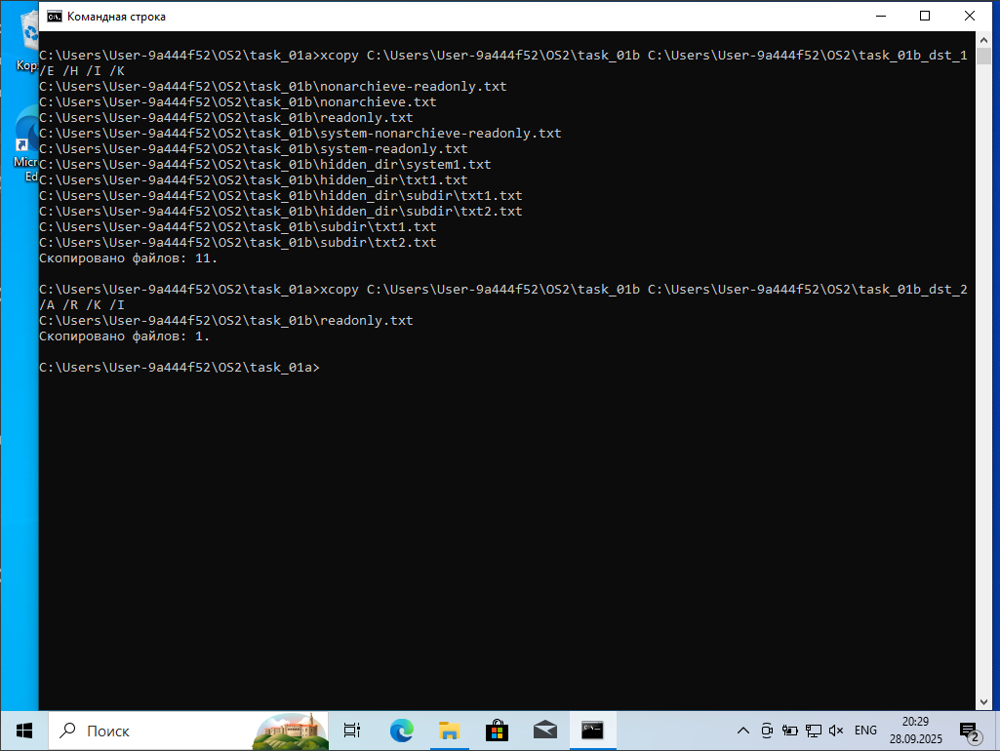 Командная строка
Кор
Micr
Ed
C:\Users\User-9a444f52\OS2\task_01a>xcopy C:\Users\User-9a444f52\OS2\task_01b C:\Users\User-9a444f52\OS2\task_01b_dst_1
/E /H /I /K
C:\Users\User-9a444f52\OS2\task_01b\nonarchieve-readonly.txt
C:\Users\User-9a444f52\OS2\task_01b\nonarchieve.txt
C:\Users\User-9a444f52\OS2\task_01b\readonly.txt
C:\Users\User-9a444f52\OS2\task_01b\system-nonarchieve-readonly.txt
C:\Users\User-9a444f52\OS2\task_01b\system-readonly.txt
C:\Users\User-9a444f52\OS2\task_01b\hidden_dir\system1.txt
C:\Users\User-9a444f52\OS2\task_01b\hidden_dir\txt1.txt
C:\Users\User-9a444f52\OS2\task_01b\hidden_dir\subdir\txt1.txt
C:\Users\User-9a444f52\OS2\task_01b\hidden_dir\subdir\txt2.txt
C:\Users\User-9a444f52\OS2\task_01b\subdir\txt1.txt
C:\Users\User-9a444f52\OS2\task_01b\subdir\txt2.txt
Скопировано файлов: 11.
C:\Users\User-9a444f52\OS2\task_01a>xcopy C:\Users\User-9a444f52\OS2\task_01b C:\Users\User-9a444f52\OS2\task_01b_dst_2
/A /R /K /I
C:\Users\User-9a444f52\OS2\task_01b\readonly.txt
Скопировано файлов: 1.
C:\Users\User-9a444f52\OS2\task_01a>
Поиск
ENG
20:29
28.09.2025
2